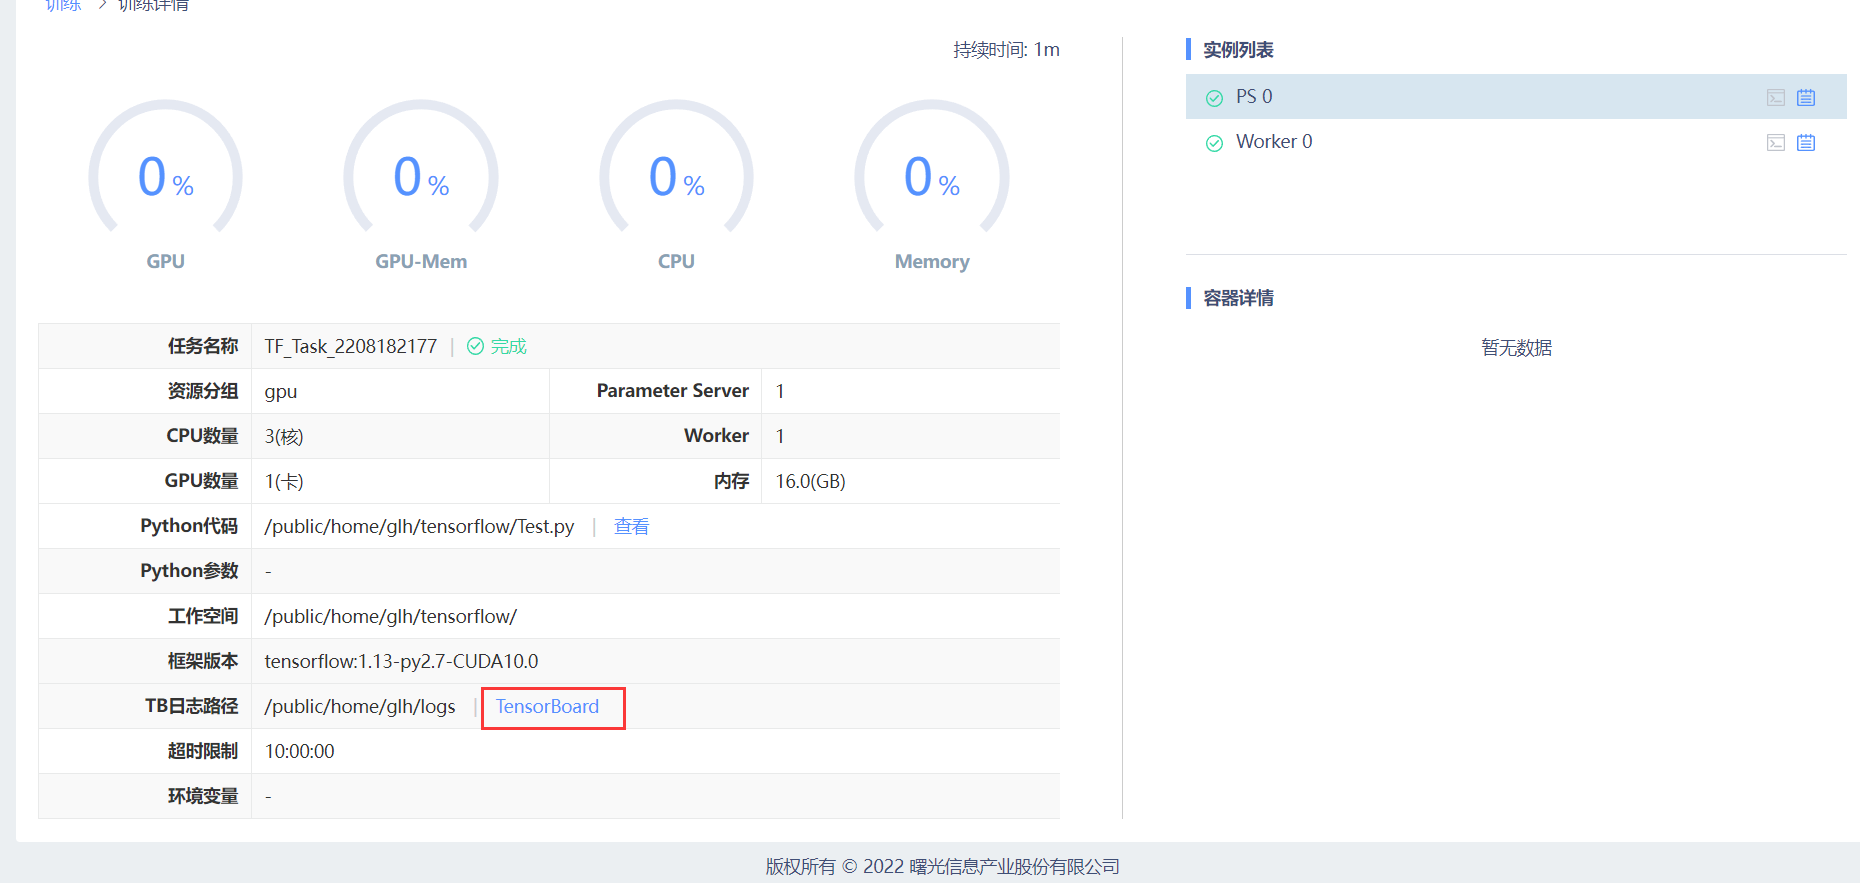 训练 > 训练详情
持续时间: 1m
0 %
GPU
0 %
GPU-Mem
0 %
CPU
0 %
Memory
任务名称 TF_Task_2208182177 | 完成
资源分组 gpu Parameter Server 1
CPU数量 3(核) Worker 1
GPU数量 1(卡) 内存 16.0(GB)
Python代码 /public/home/glh/tensorflow/Test.py | 查看
Python参数 -
工作空间 /public/home/glh/tensorflow/
框架版本 tensorflow:1.13-py2.7-CUDA10.0
TB日志路径 /public/home/glh/logs | TensorBoard
超时限制 10:00:00
环境变量 -
实例列表
PS 0
Worker 0
容器详情
暂无数据
版权所有 © 2022 曙光信息产业股份有限公司